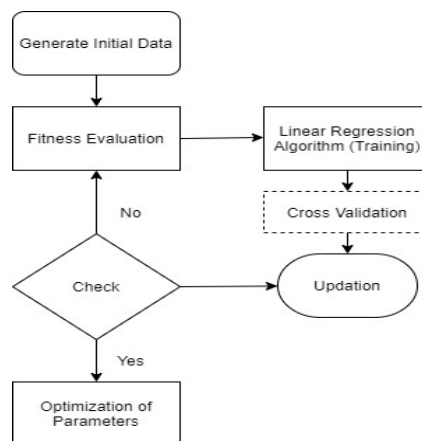 Generate Initial Data
Fitness Evaluation
Linear Regression
Algorithm (Training)
Cross Validation
No
Check
Updation
Yes
Optimization of
Parameters